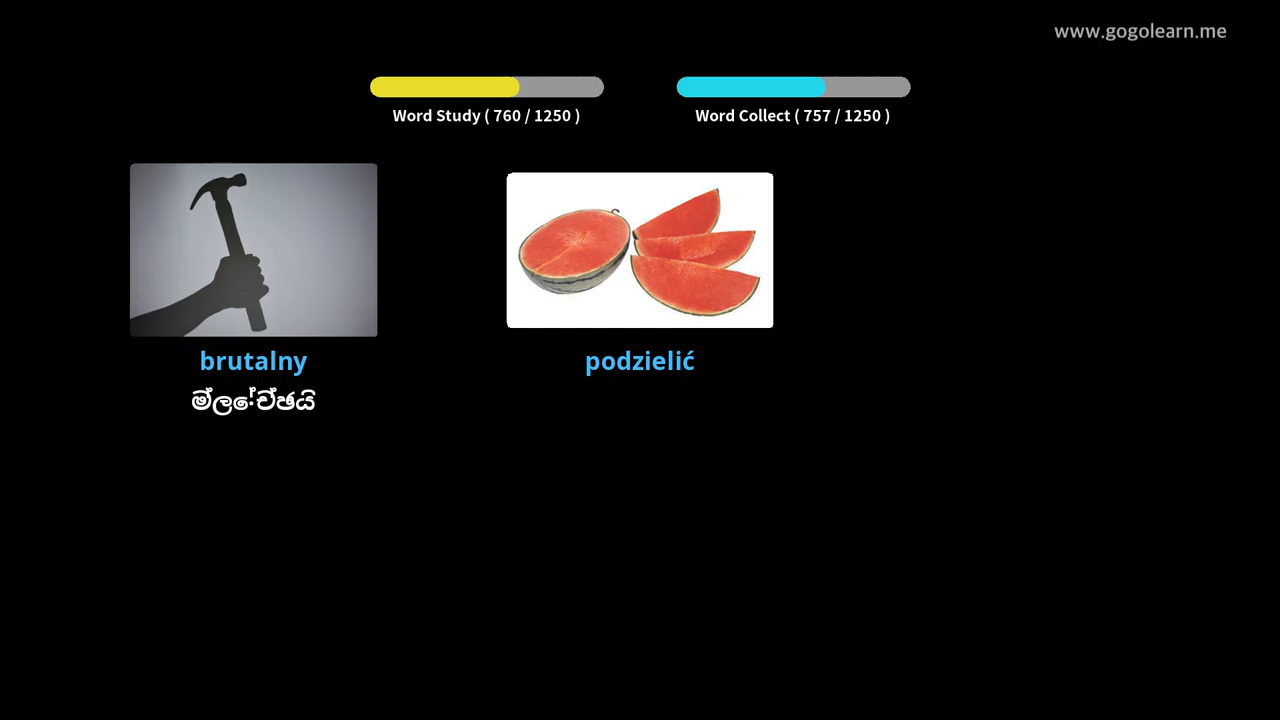 www.gogolearn.me
Word Study ( 760 / 1250 )
Word Collect ( 757 / 1250 )
brutalny
podzielić
ම්ලේච්ඡයි